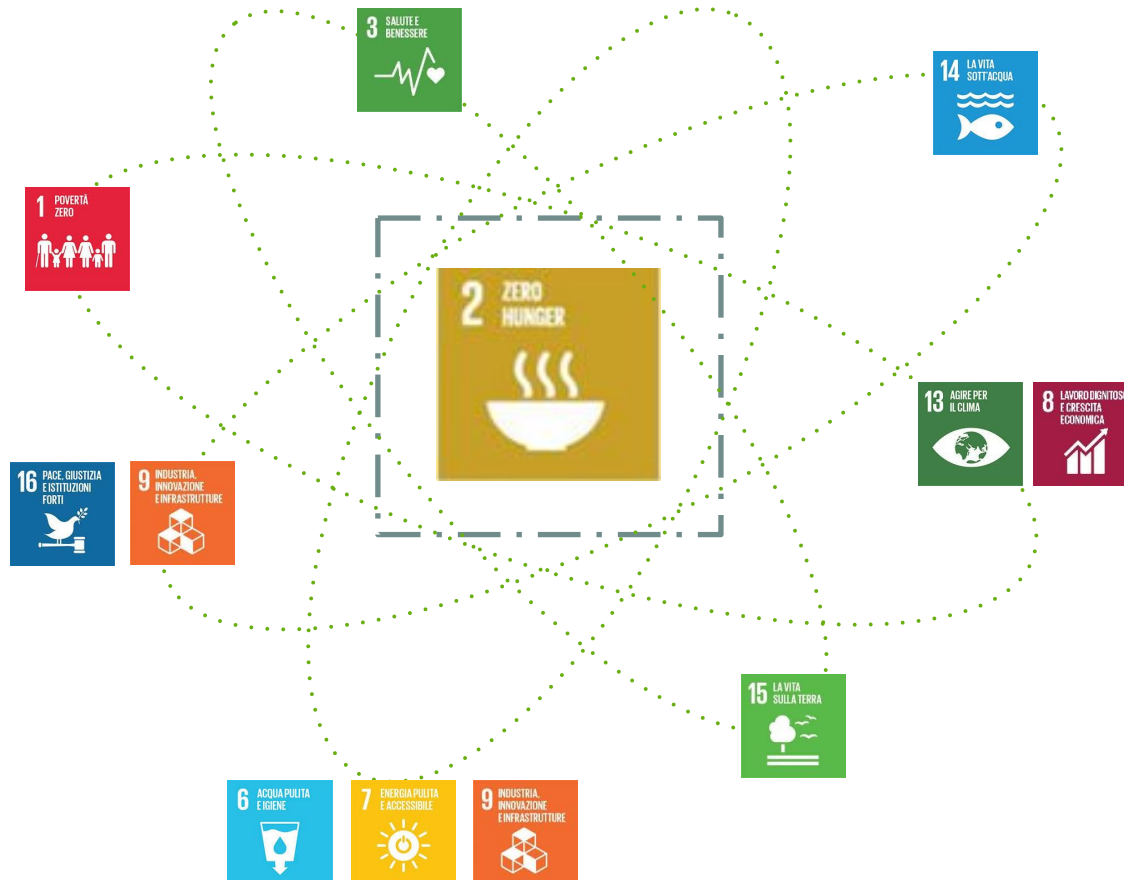 3 SALUTE E
BENESSERE
14 LA VITA
SOTT'ACQUA
1 POVERTÀ
ZERO
2 ZERO
HUNGER
13 AGIRE PER
IL CLIMA
8 LAVORO DIGNITOSO
E CRESCITA
ECONOMICA
16 PACE, GIUSTIZIA
E ISTITUZIONI
FORTI
9 INDUSTRIA,
INNOVAZIONE
E INFRASTRUTTURE
15 LA VITA
SULLA TERRA
6 ACQUA PULITA
E IGIENE
7 ENERGIA PULITA
E ACCESSIBILE
9 INDUSTRIA,
INNOVAZIONE
E INFRASTRUTTURE